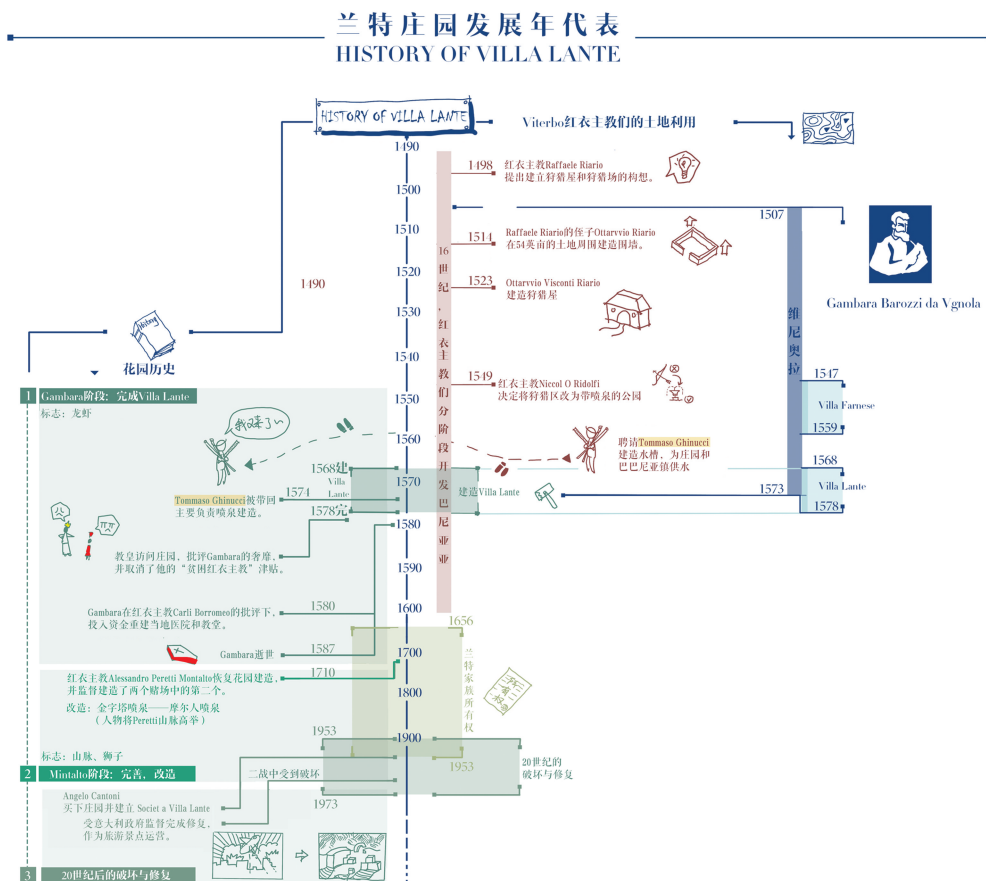 兰特庄园发展年代表
HISTORY OF VILLA LANTE
HISTORY OF VILLA LANTE
Viterbo红衣主教们的土地利用
1490
1500
1510
1520
1530
1540
1550
1560
1570
1580
1590
1600
1700
1800
1900
1490
16世纪，红衣主教们分阶段开发巴尼亚亚
1498
红衣主教Raffaele Riario
提出建立狩猎屋和狩猎场的构想。
1514
Raffaele Riario的侄子Ottarvvio Riario
在54英亩的土地周围建造围墙。
1523
Ottarvvio Visconti Riario
建造狩猎屋
1549
红衣主教Niccol O Ridolfi
决定将狩猎区改为带喷泉的公园
聘请Tommaso Ghinucci
建造水槽，为庄园和
巴巴尼亚镇供水
1507
维尼奥拉
1573
Gambara Barozzi da Vgnola
1547
Villa Farnese
1559
1568
Villa Lante
1578
建造Villa Lante
History
花园历史
1 Gambara阶段：完成Villa Lante
标志：龙虾
我又来了~
1568建
Villa
Lante
1578完
1574
Tommaso Ghinucci被带回
主要负责喷泉建造。
教皇访问庄园，批评Gambara的奢靡，
并取消了他的“贫困红衣主教”津贴。
1580
Gambara在红衣主教Carli Borromeo的批评下，
投入资金重建当地医院和教堂。
1587
Gambara逝世
1710
红衣主教Alessandro Peretti Montalto恢复花园建造，
并监督建造了两个赌场中的第二个。
改造：金字塔喷泉——摩尔人喷泉
（人物将Peretti山脉高举）
标志：山脉、狮子
2 Mintalto阶段：完善，改造
1656
兰特家族所有权
1953
1953
二战中受到破坏
1973
20世纪的
破坏与修复
Angelo Cantoni
买下庄园并建立 Societ a Villa Lante
受意大利政府监督完成修复，
作为旅游景点运营。
3 20世纪后的破坏与修复